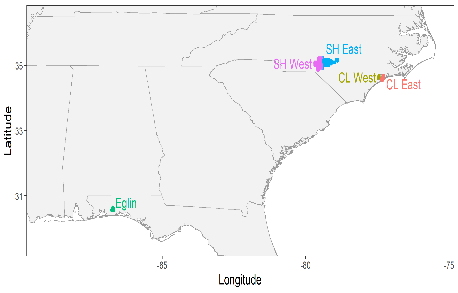 SH East
35
SH West
CL West
CL East
33
Latitude
31
Eglin
-85
-80
-75
Longitude